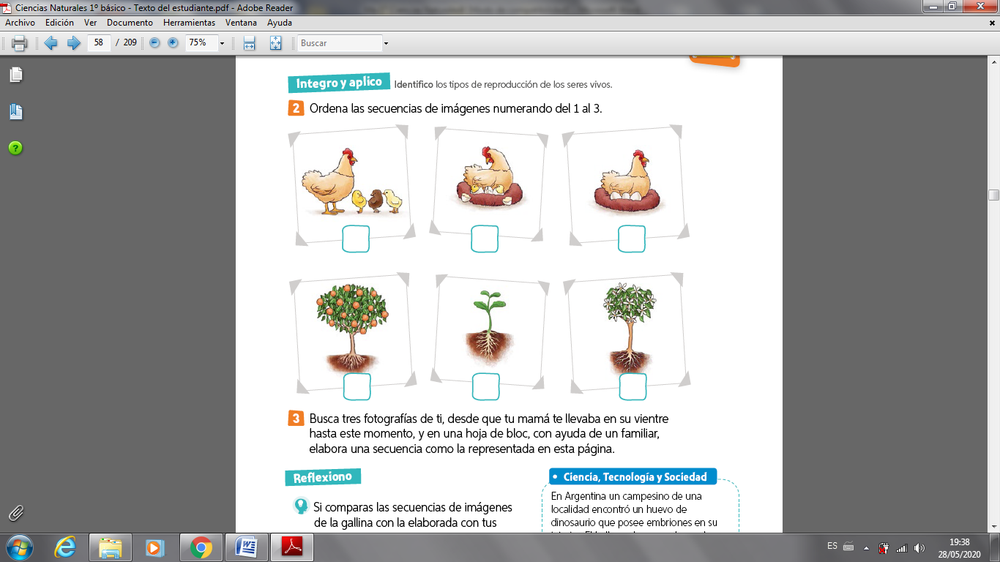 Ciencias Naturales 1º básico - Texto del estudiante.pdf - Adobe Reader
Archivo Edición Ver Documento Herramientas Ventana Ayuda
58 / 209 75% Buscar
Integro y aplico Identifico los tipos de reproducción de los seres vivos.
2 Ordena las secuencias de imágenes numerando del 1 al 3.
3 Busca tres fotografías de ti, desde que tu mamá te llevaba en su vientre
hasta este momento, y en una hoja de bloc, con ayuda de un familiar,
elabora una secuencia como la representada en esta página.
Reflexiono
Si comparas las secuencias de imágenes
de la gallina con la elaborada con tus
• Ciencia, Tecnología y Sociedad
En Argentina un campesino de una
localidad encontró un huevo de
dinosaurio que posee embriones en su
ES
19:38
28/05/2020